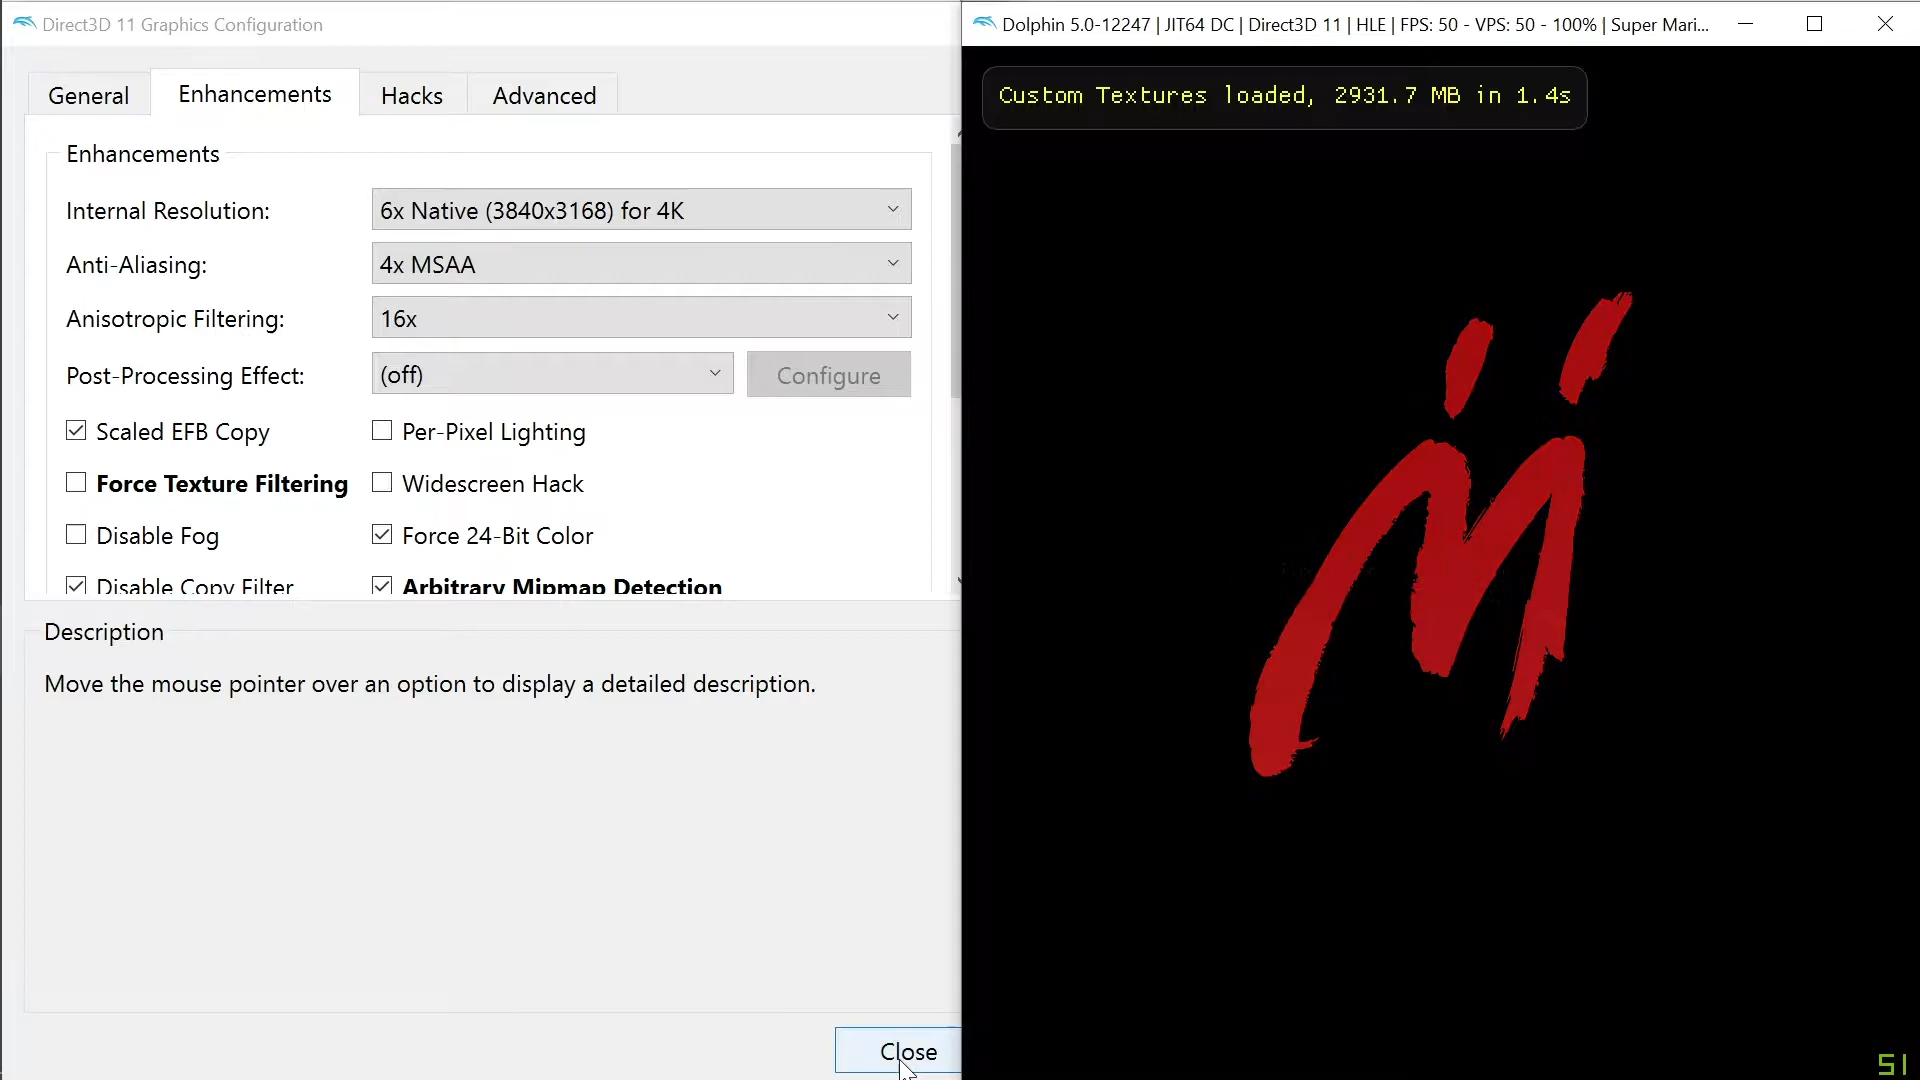 Direct3D 11 Graphics Configuration
General
Enhancements
Hacks
Advanced
Enhancements
Internal Resolution:
6x Native (3840x3168) for 4K
Anti-Aliasing:
4x MSAA
Anisotropic Filtering:
16x
Post-Processing Effect:
(off)
Configure
Scaled EFB Copy
Per-Pixel Lighting
Force Texture Filtering
Widescreen Hack
Disable Fog
Force 24-Bit Color
Disable Copy Filter
Arbitrary Mipmap Detection
Description
Move the mouse pointer over an option to display a detailed description.
Close
Dolphin 5.0-12247 | JIT64 DC | Direct3D 11 | HLE | FPS: 50 - VPS: 50 - 100% | Super Mari...
Custom Textures loaded, 2931.7 MB in 1.4s
51